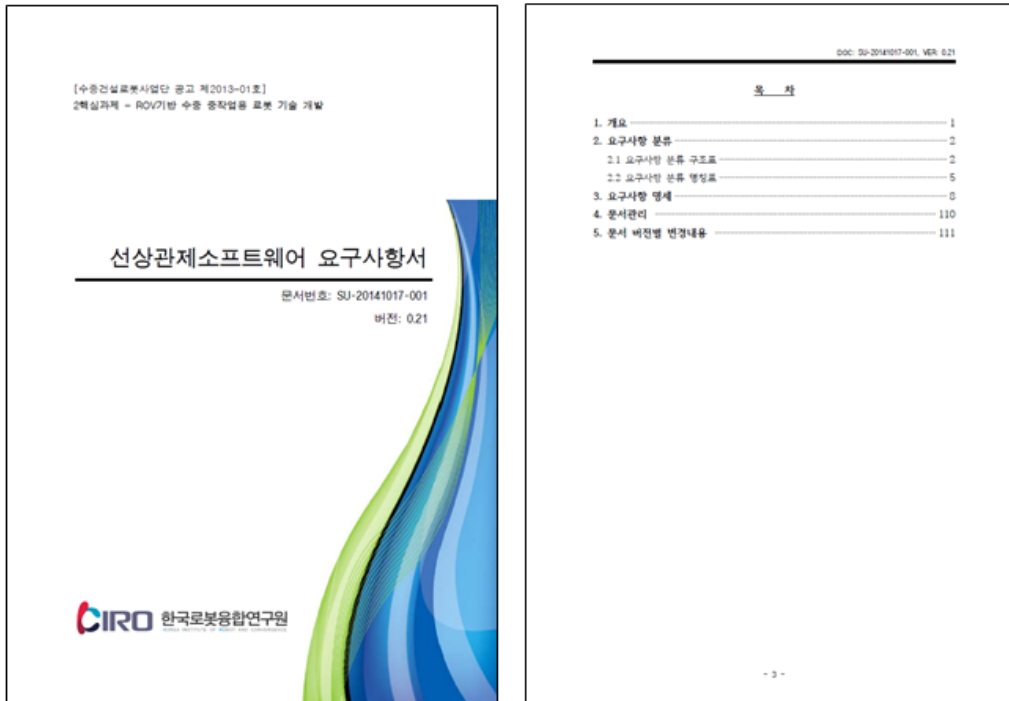 [수중건설로봇사업단 공고 제2013-01호]
2핵심과제 - ROV기반 수중 중작업용 로봇 기술 개발
선상관제소프트웨어 요구사항서
문서번호: SU-20141017-001
버전: 0.21
CIRO 한국로봇융합연구원
KOREA INSTITUTE OF ROBOT AND CONVERGENCE
DOC: SU-20141017-001, VER: 0.21
목 차
1. 개요 1
2. 요구사항 분류 2
2.1 요구사항 분류 구조표 2
2.2 요구사항 분류 명칭표 5
3. 요구사항 명세 8
4. 문서관리 110
5. 문서 버전별 변경내용 111
- 3 -